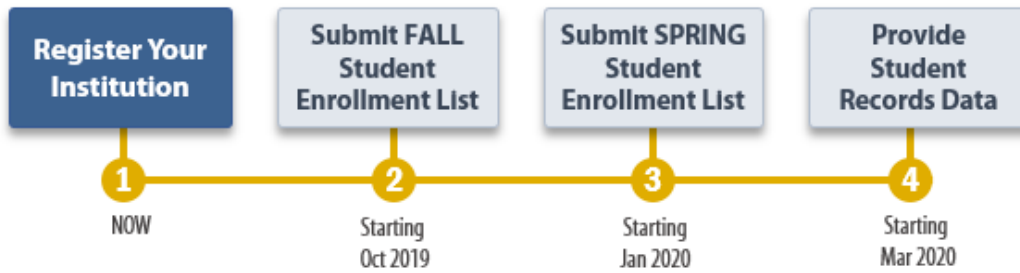 Register Your
Institution
Submit FALL
Student
Enrollment List
Submit SPRING
Student
Enrollment List
Provide
Student
Records Data
1
2
3
4
NOW
Starting
Oct 2019
Starting
Jan 2020
Starting
Mar 2020